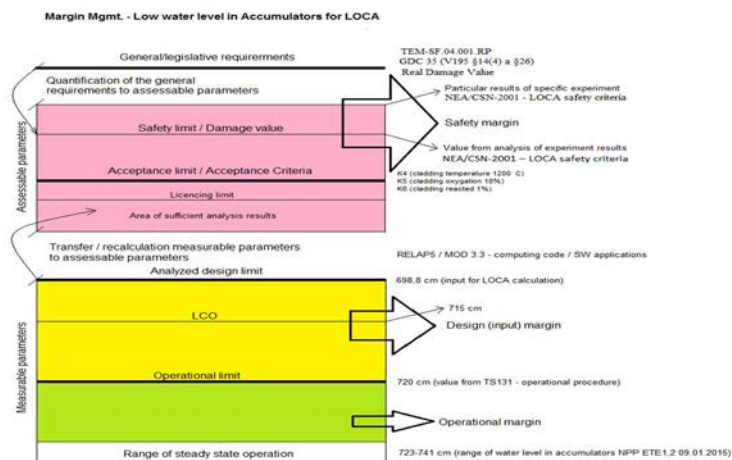 Margin Mgmt. - Low water level in Accumulators for LOCA
General/legislative requirerments
TEM-SF.04.001.RP
GDC 35 (V195 §14(4) a §26)
Real Damage Value
Quantification of the general
requirements to assessable parameters
Particular results of specific experiment
NEA/CSN-2001 - LOCA safety criteria
Safety margin
Safety limit / Damage value
Value from analysis of experiment results
NEA/CSN-2001 – LOCA safety criteria
Assessable parameters
Acceptance limit / Acceptance Criteria
K4 (cladding temperature 1200 C)
K5 (cladding oxygenation 18%)
K6 (cladding reacted 1%)
Licencing limit
Area of sufficient analysis results
Transfer / recalculation measurable parameters
to assessable parameters
RELAP5 / MOD 3.3 - computing code / SW applications
Analyzed design limit
698,8 cm (input for LOCA calculation)
LCO
715 cm
Design (input) margin
Measurable parameters
Operational limit
720 cm (value from TS131 - operational procedure)
Operational margin
Range of steady state operation
723-741 cm (range of water level in accumulators NPP ETE1,2 09.01.2015)